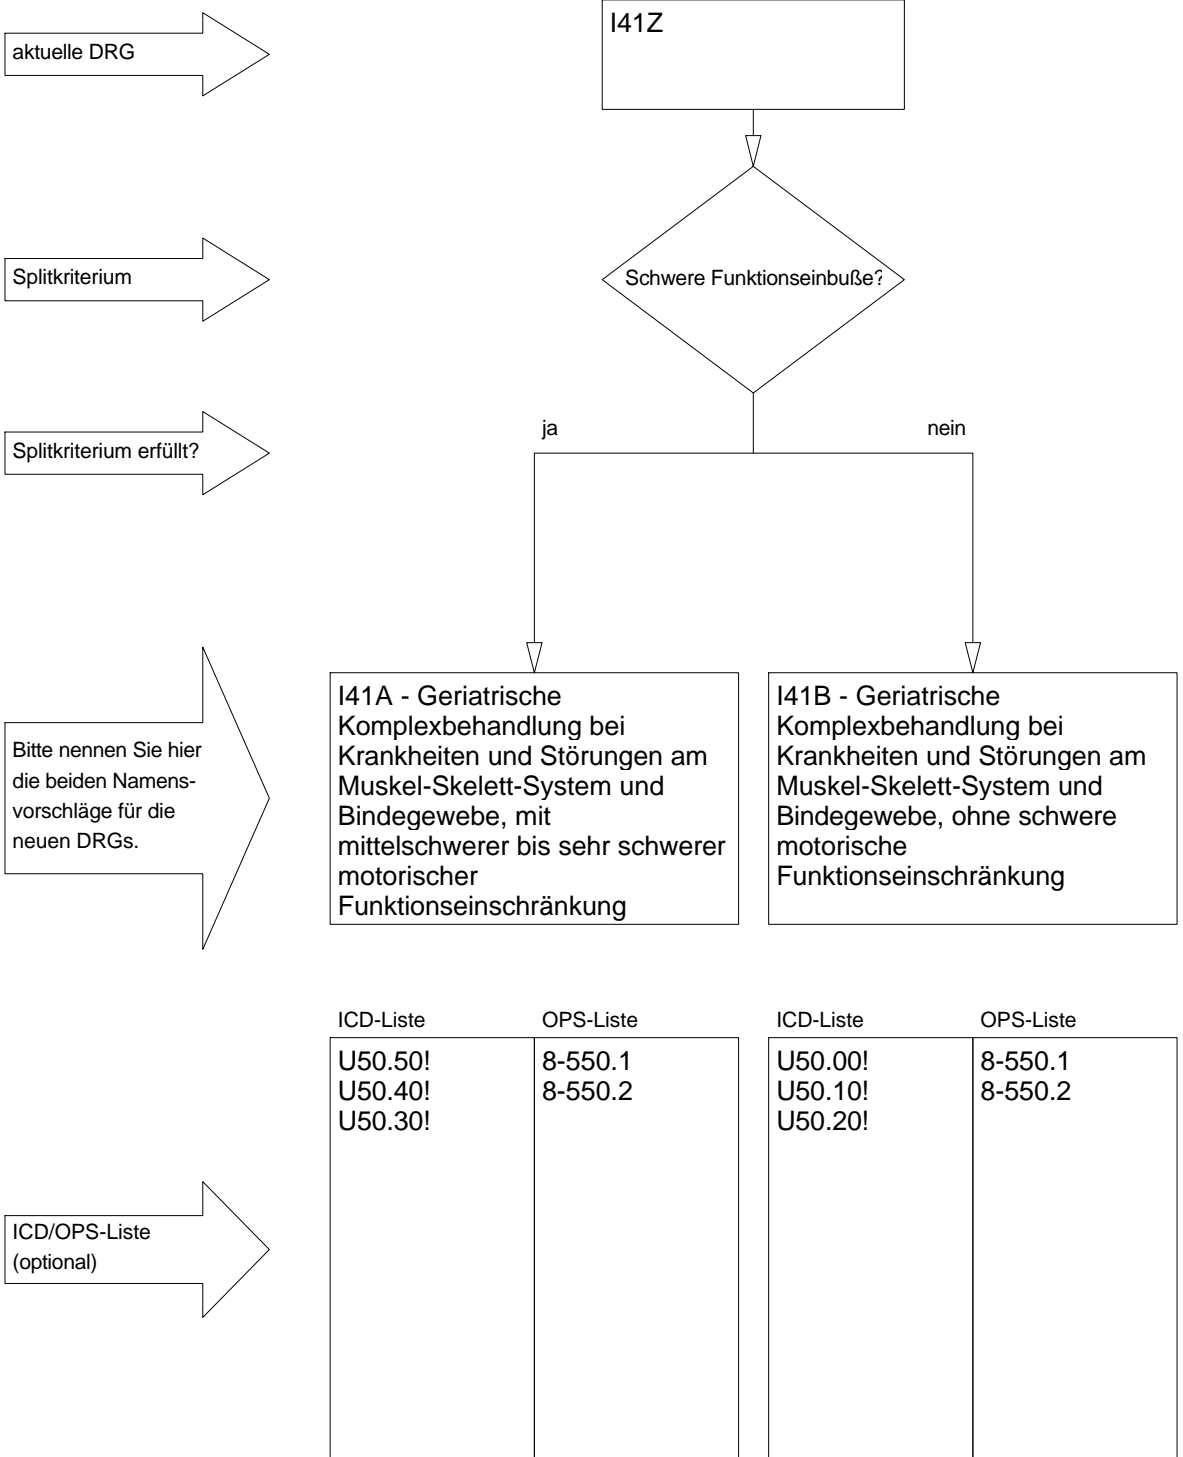 aktuelle DRG
I41Z
Splitkriterium
Schwere Funktionseinbuße?
Splitkriterium erfüllt?
ja
nein
Bitte nennen Sie hier
die beiden Namens-
vorschläge für die
neuen DRGs.
I41A - Geriatrische
Komplexbehandlung bei
Krankheiten und Störungen am
Muskel-Skelett-System und
Bindegewebe, mit
mittelschwerer bis sehr schwerer
motorischer
Funktionseinschränkung
I41B - Geriatrische
Komplexbehandlung bei
Krankheiten und Störungen am
Muskel-Skelett-System und
Bindegewebe, ohne schwere
motorische
Funktionseinschränkung
ICD/OPS-Liste
(optional)
ICD-Liste
U50.50!
U50.40!
U50.30!
OPS-Liste
8-550.1
8-550.2
ICD-Liste
U50.00!
U50.10!
U50.20!
OPS-Liste
8-550.1
8-550.2